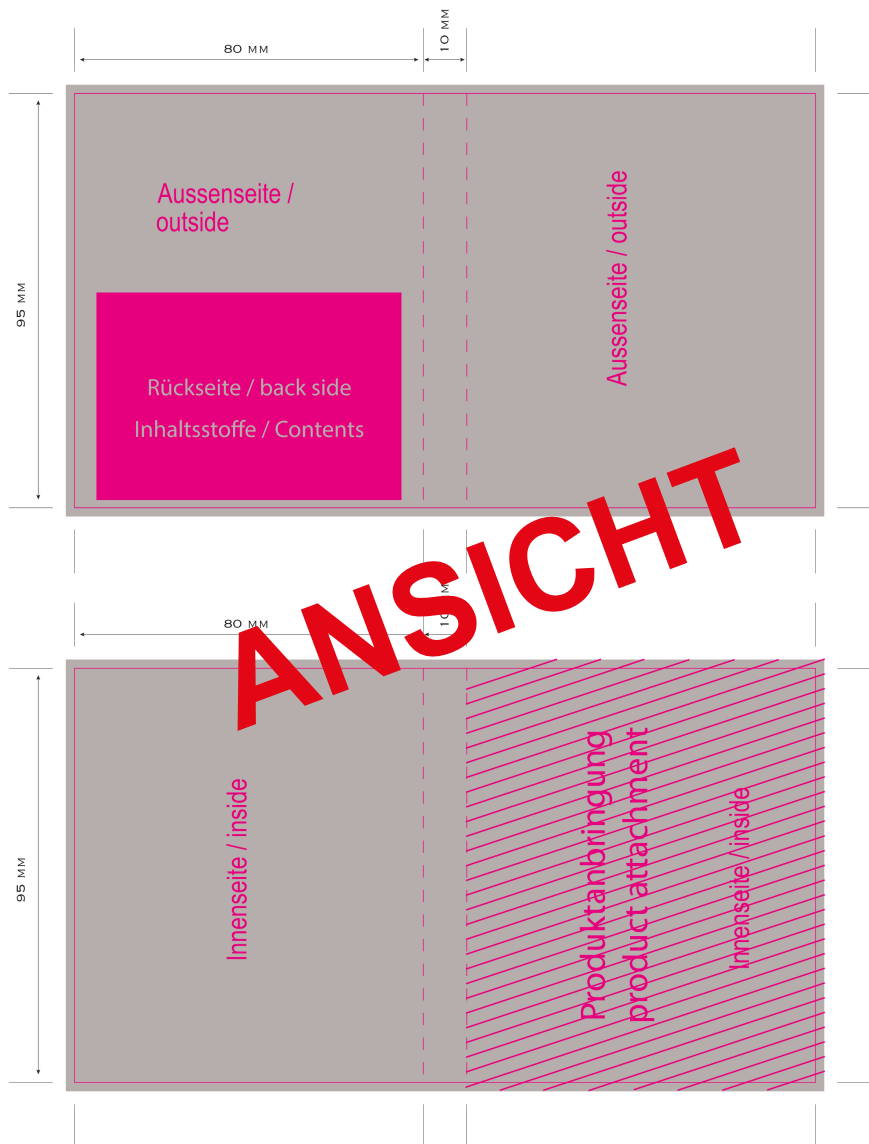 80 MM
10 MM
95 MM
Aussenseite /
outside
Aussenseite / outside
Rückseite / back side
Inhaltsstoffe / Contents
ANSICHT
80 MM
95 MM
Innenseite / inside
Produktanbringung
product attachment
Innenseite / inside